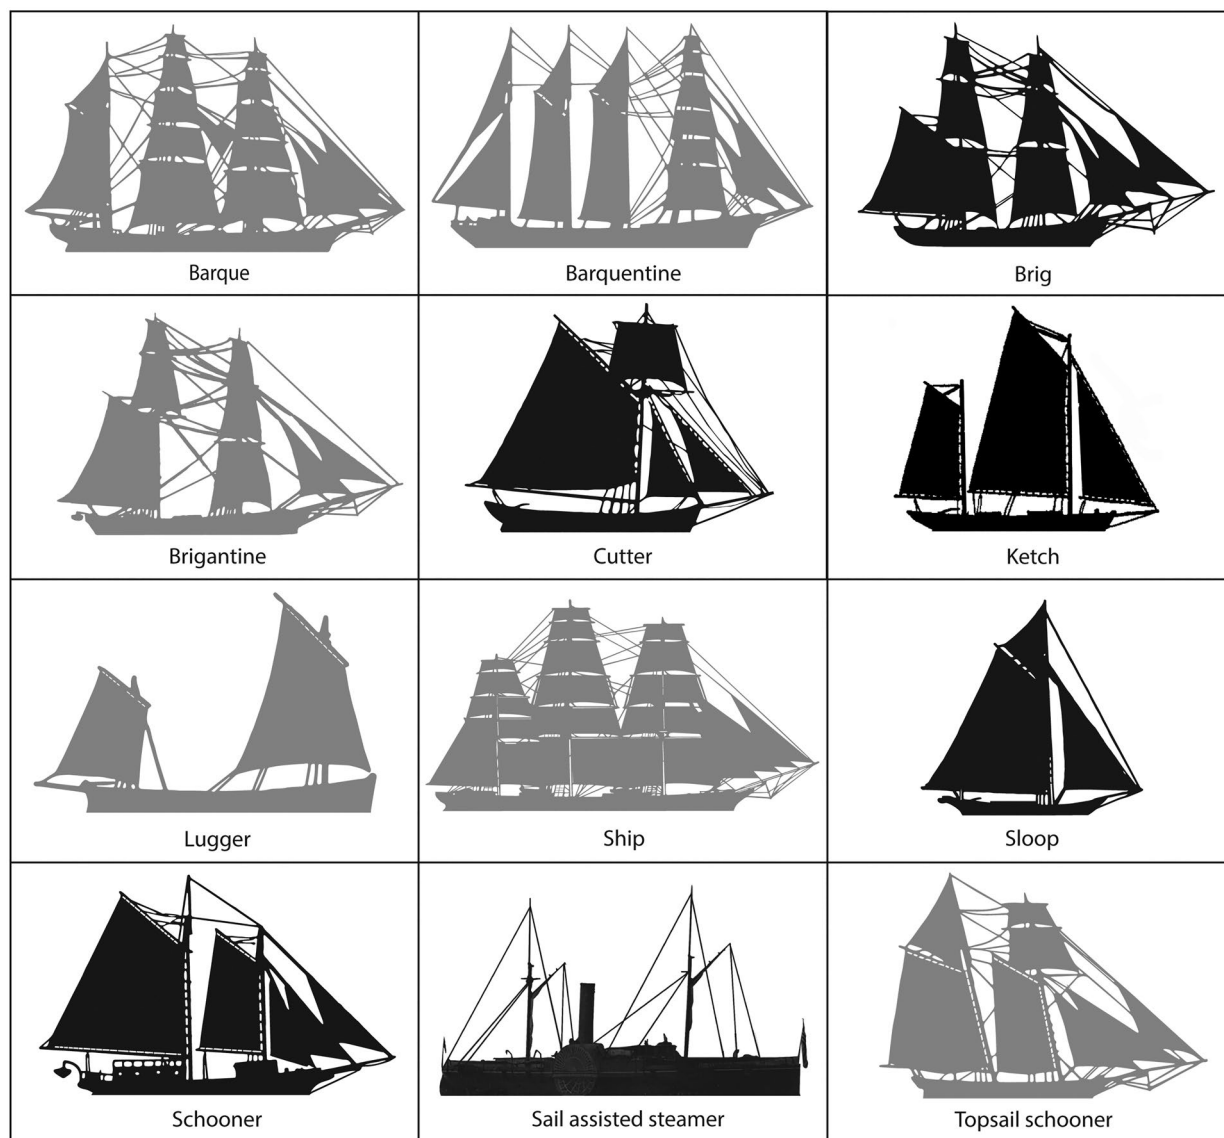 Barque
Barquentine
Brig
Brigantine
Cutter
Ketch
Lugger
Ship
Sloop
Schooner
Sail assisted steamer
Topsail schooner